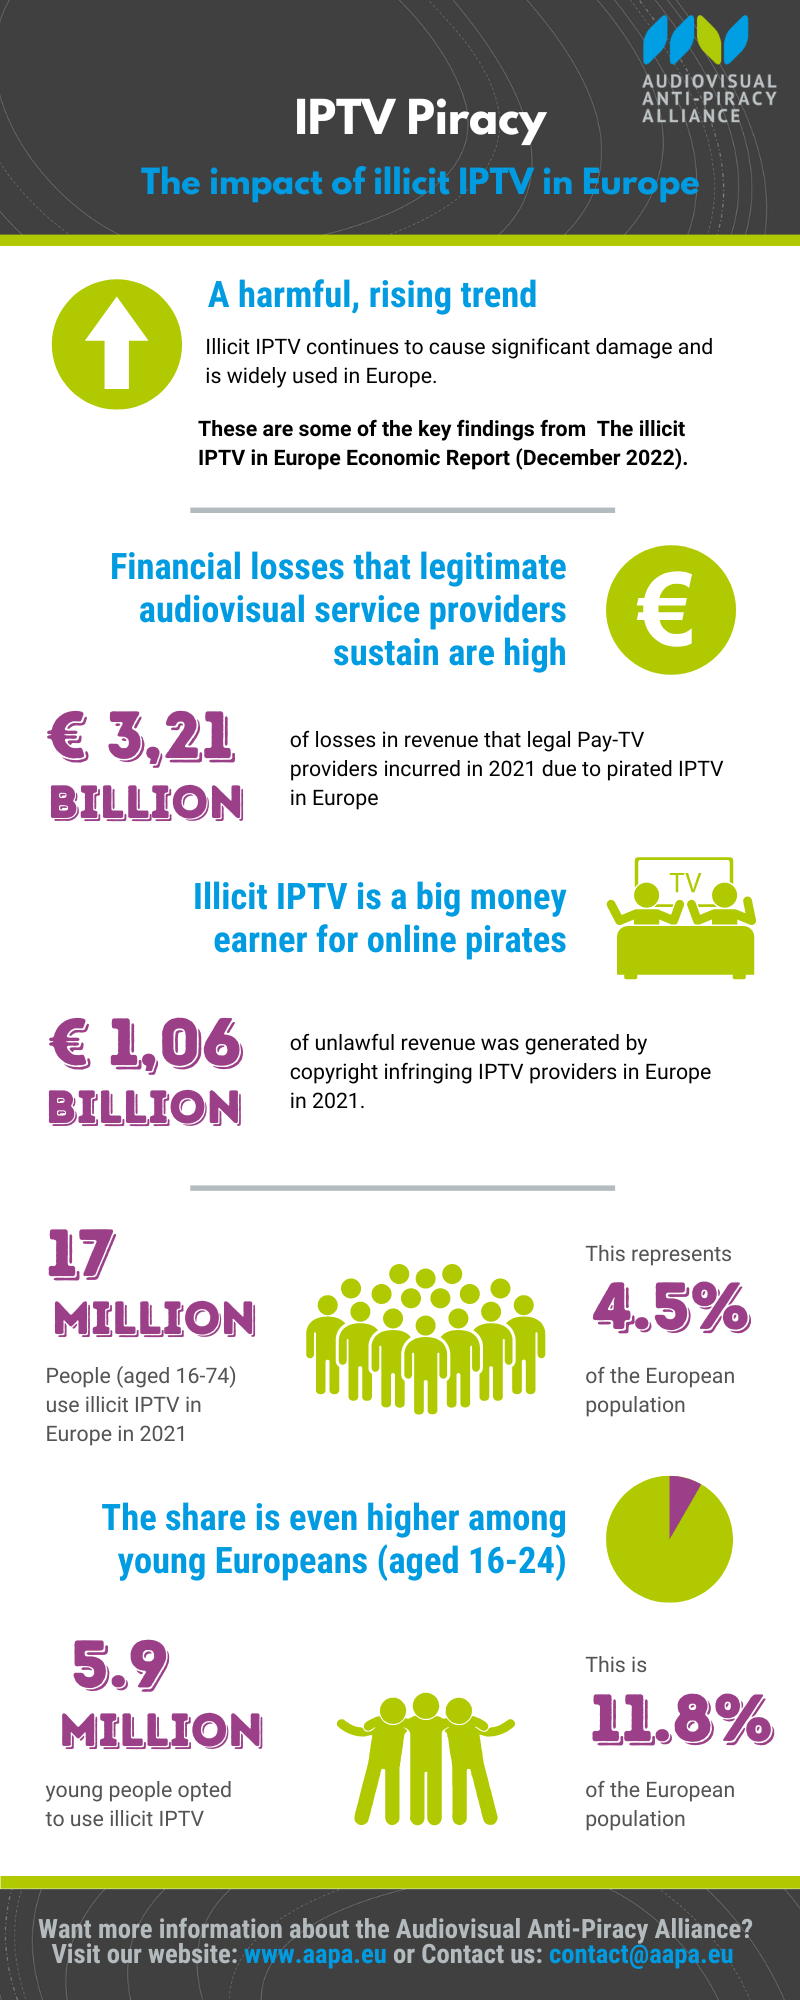 AUDIOVISUAL
ANTI-PIRACY
ALLIANCE
IPTV Piracy
The impact of illicit IPTV in Europe
A harmful, rising trend
Illicit IPTV continues to cause significant damage and
is widely used in Europe.
These are some of the key findings from The illicit
IPTV in Europe Economic Report (December 2022).
Financial losses that legitimate
audiovisual service providers
sustain are high
€
€ 3,21
BILLION
of losses in revenue that legal Pay-TV
providers incurred in 2021 due to pirated IPTV
in Europe
Illicit IPTV is a big money
earner for online pirates
TV
€ 1,06
BILLION
of unlawful revenue was generated by
copyright infringing IPTV providers in Europe
in 2021.
17
MILLION
People (aged 16-74)
use illicit IPTV in
Europe in 2021
This represents
4.5%
of the European
population
The share is even higher among
young Europeans (aged 16-24)
5.9
MILLION
young people opted
to use illicit IPTV
This is
11.8%
of the European
population
Want more information about the Audiovisual Anti-Piracy Alliance?
Visit our website: www.aapa.eu or Contact us: contact@aapa.eu